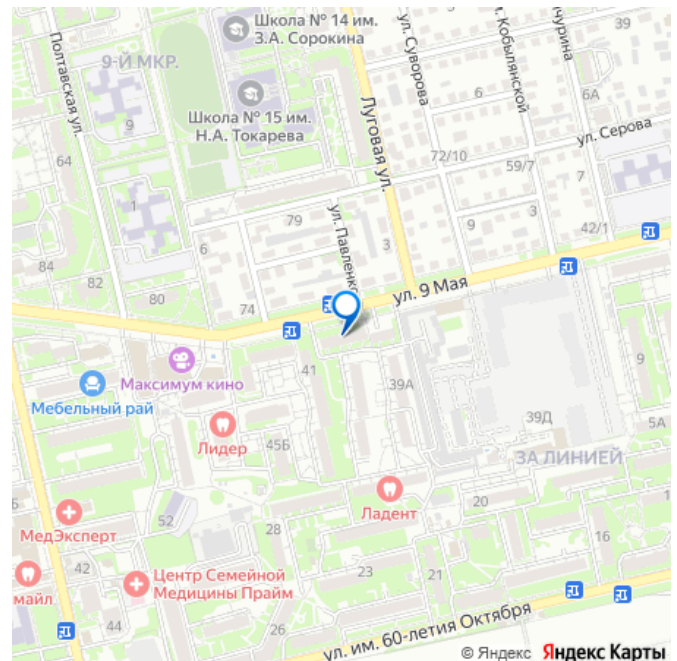 Школа № 14 им.
З.А. Сорокина
39
Полтавская ул.
9-Й МКР.
ул. Суворова
Кобылянской
6
6А
Школа № 15 им.
Н.А. Токарева
Луговая ул.
9
ул. Серова
64
72/10
59/7
7
1
79
ул. Павленко
3
9
3
6
42/1
84
82
80
74
ул. 9 Мая
Максимум кино
41
39А
9
Мебельный рай
39Д
5А
Лидер
45Б
ЗА ЛИНИЕЙ
Ладент
20
52
МедЭксперт
28
16
42
Центр Семейной
Медицины Прайм
23
21
44
26
ул. им. 60-летия Октября
© Яндекс Яндекс Карты